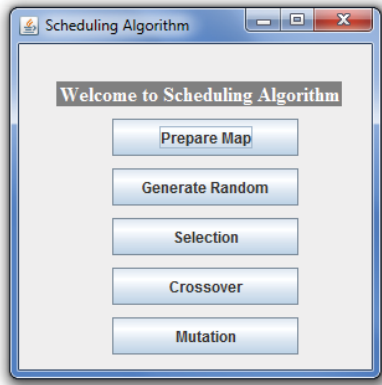 Scheduling Algorithm
Welcome to Scheduling Algorithm
Prepare Map
Generate Random
Selection
Crossover
Mutation